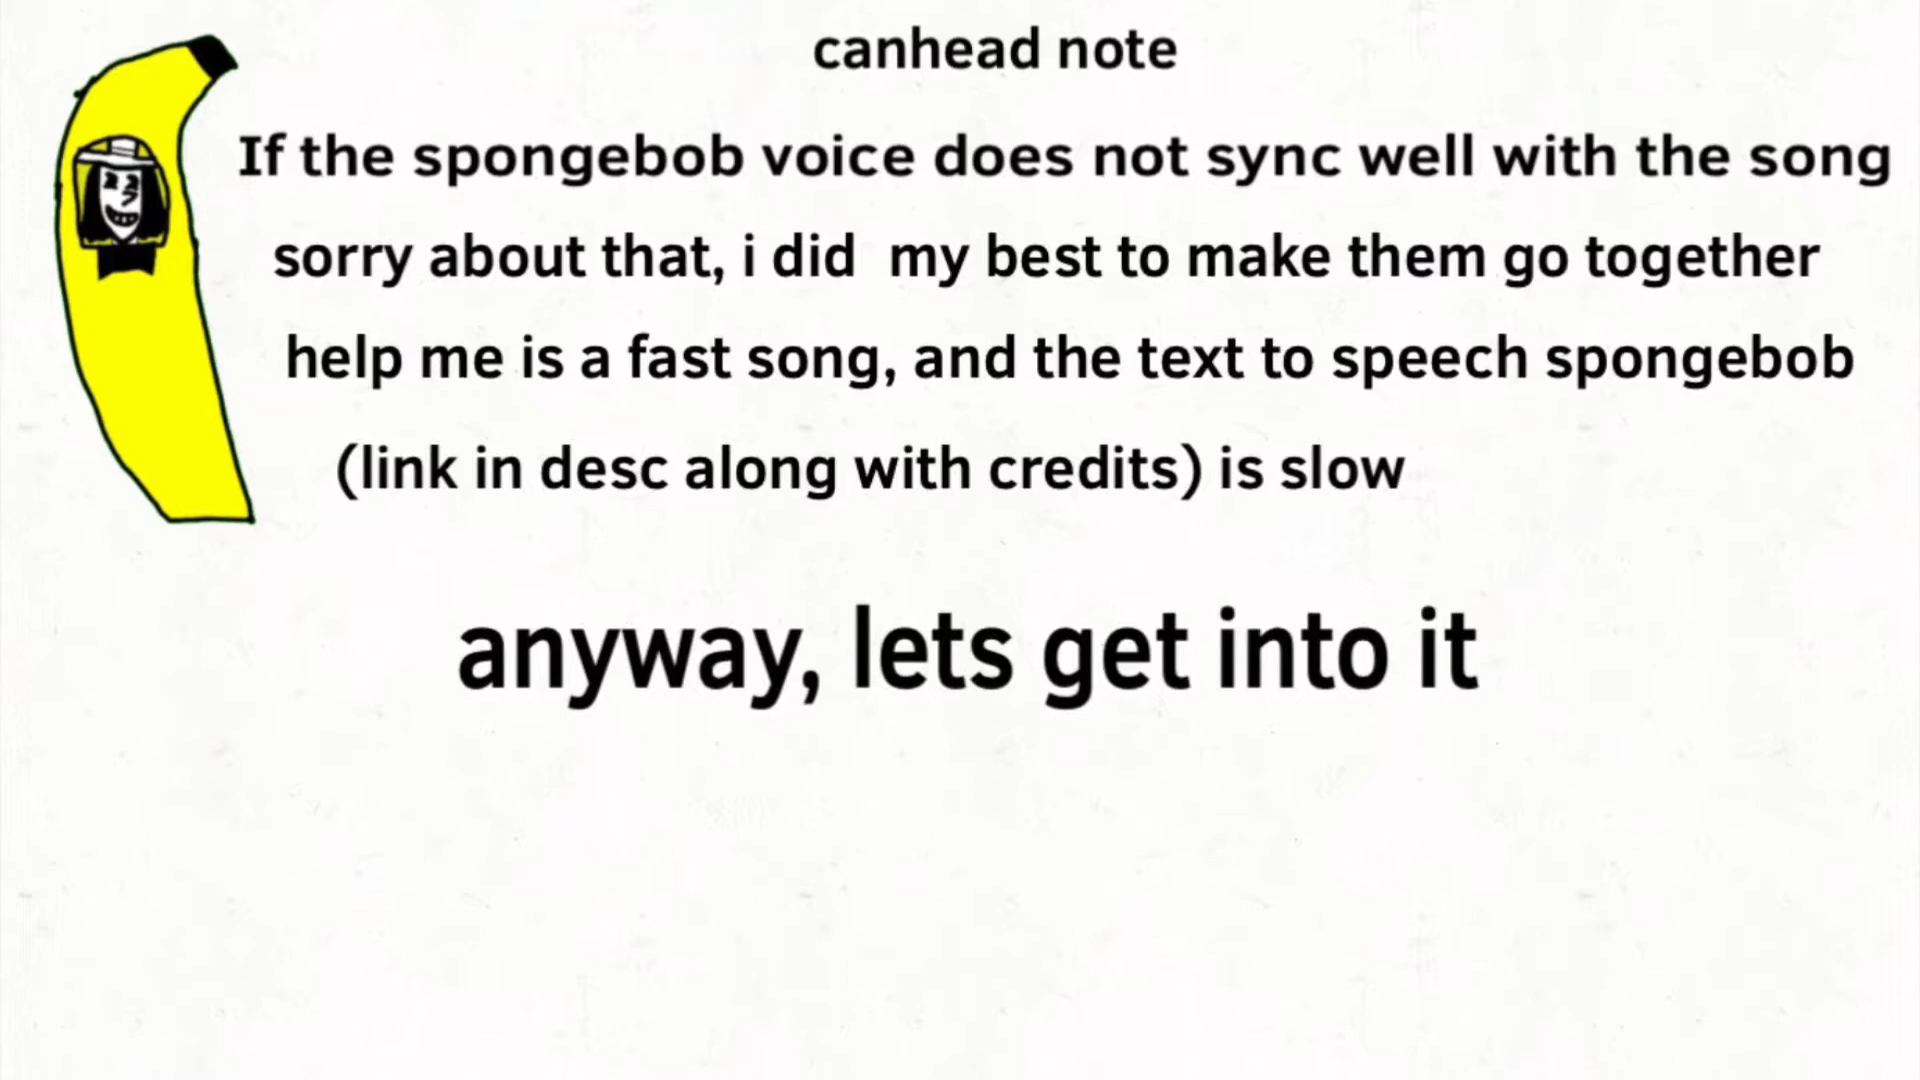 canhead note
If the spongebob voice does not sync well with the song
sorry about that, i did  my best to make them go together
help me is a fast song, and the text to speech spongebob
(link in desc along with credits) is slow
anyway, lets get into it